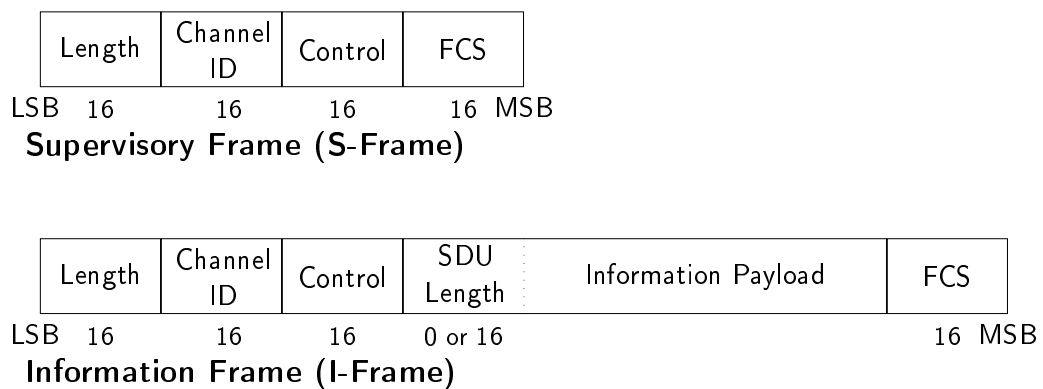 Length Channel ID Control FCS
LSB 16 16 16 16 MSB
Supervisory Frame (S-Frame)
Length Channel ID Control SDU Length Information Payload FCS
LSB 16 16 16 0 or 16 16 MSB
Information Frame (I-Frame)